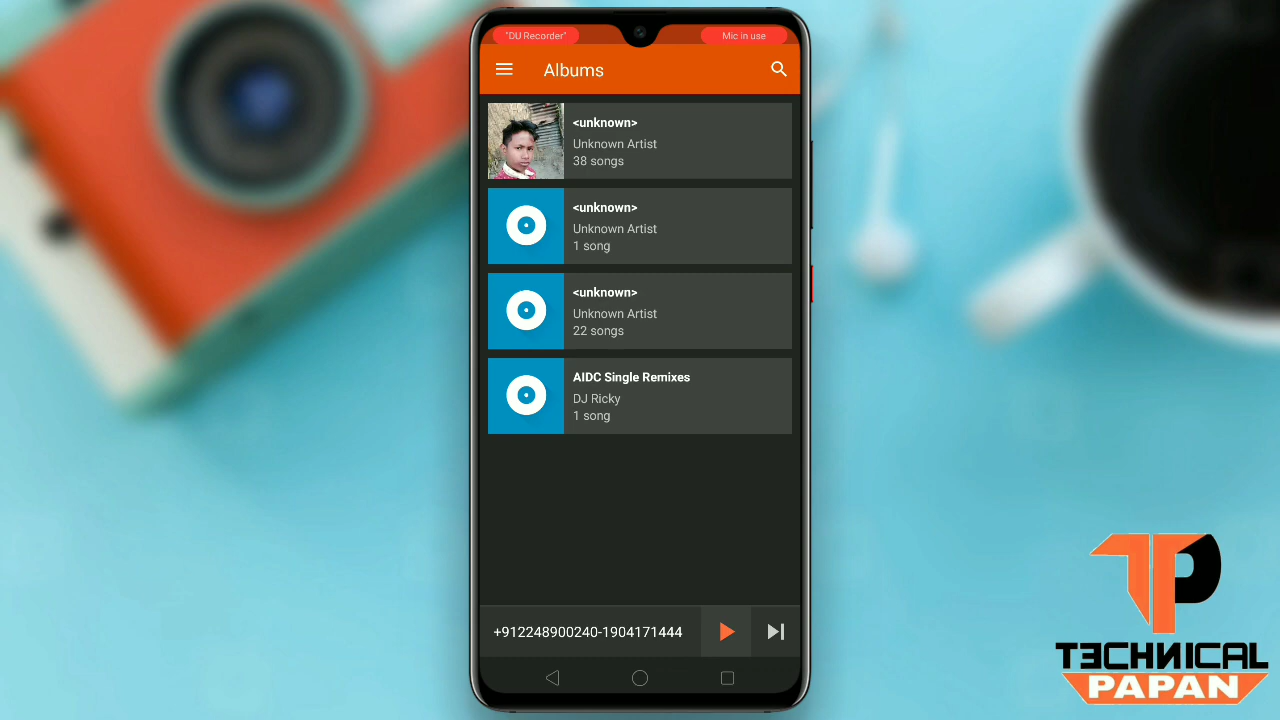 "DU Recorder"
Mic in use
Albums
<unknown>
Unknown Artist
38 songs
<unknown>
Unknown Artist
1 song
<unknown>
Unknown Artist
22 songs
AIDC Single Remixes
DJ Ricky
1 song
+912248900240-1904171444
TP
TECHNICAL
PAPAN